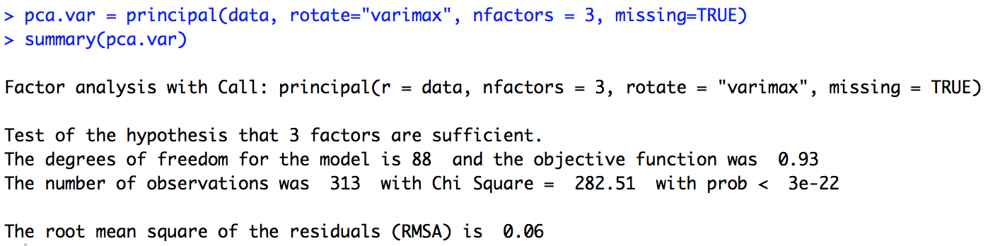 > pca.var = principal(data, rotate="varimax", nfactors = 3, missing=TRUE)
> summary(pca.var)
Factor analysis with Call: principal(r = data, nfactors = 3, rotate = "varimax", missing = TRUE)
Test of the hypothesis that 3 factors are sufficient.
The degrees of freedom for the model is 88  and the objective function was  0.93
The number of observations was  313  with Chi Square =  282.51  with prob <  3e-22
The root mean square of the residuals (RMSA) is  0.06